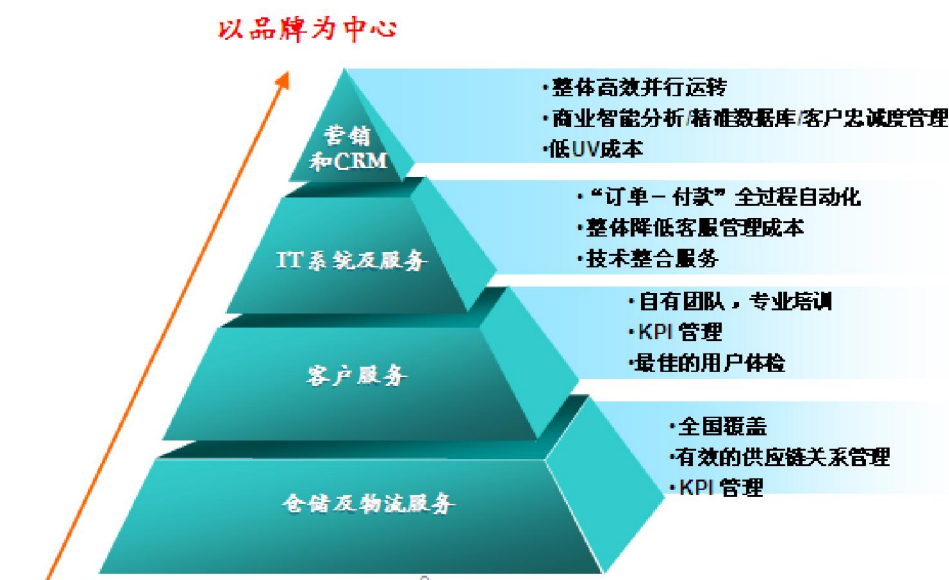 以品牌为中心
营销
和CRM
·整体高效并行运转
·商业智能分析/精准数据库/客户忠诚度管理
·低UV成本
IT系统及服务
·“订单－付款”全过程自动化
·整体降低客服管理成本
·技术整合服务
客户服务
·自有团队，专业培训
·KPI 管理
·最佳的用户体检
仓储及物流服务
·全国覆盖
·有效的供应链关系管理
·KPI 管理